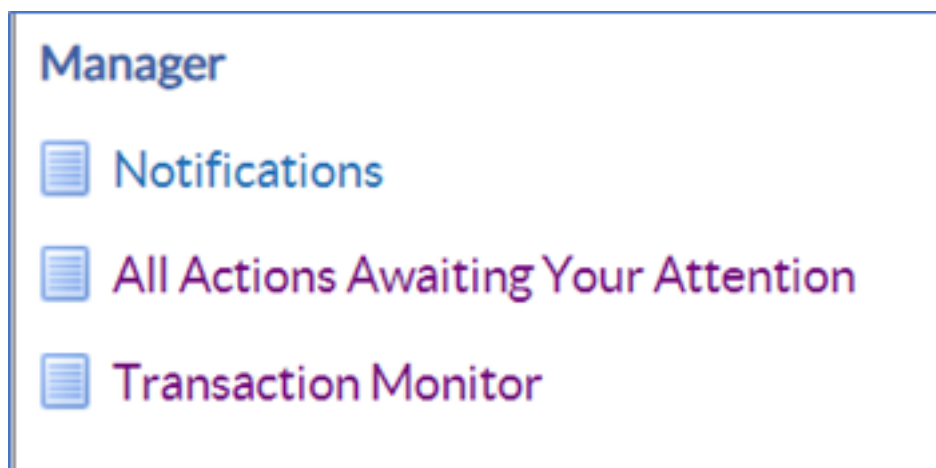 Manager
Notifications
All Actions Awaiting Your Attention
Transaction Monitor